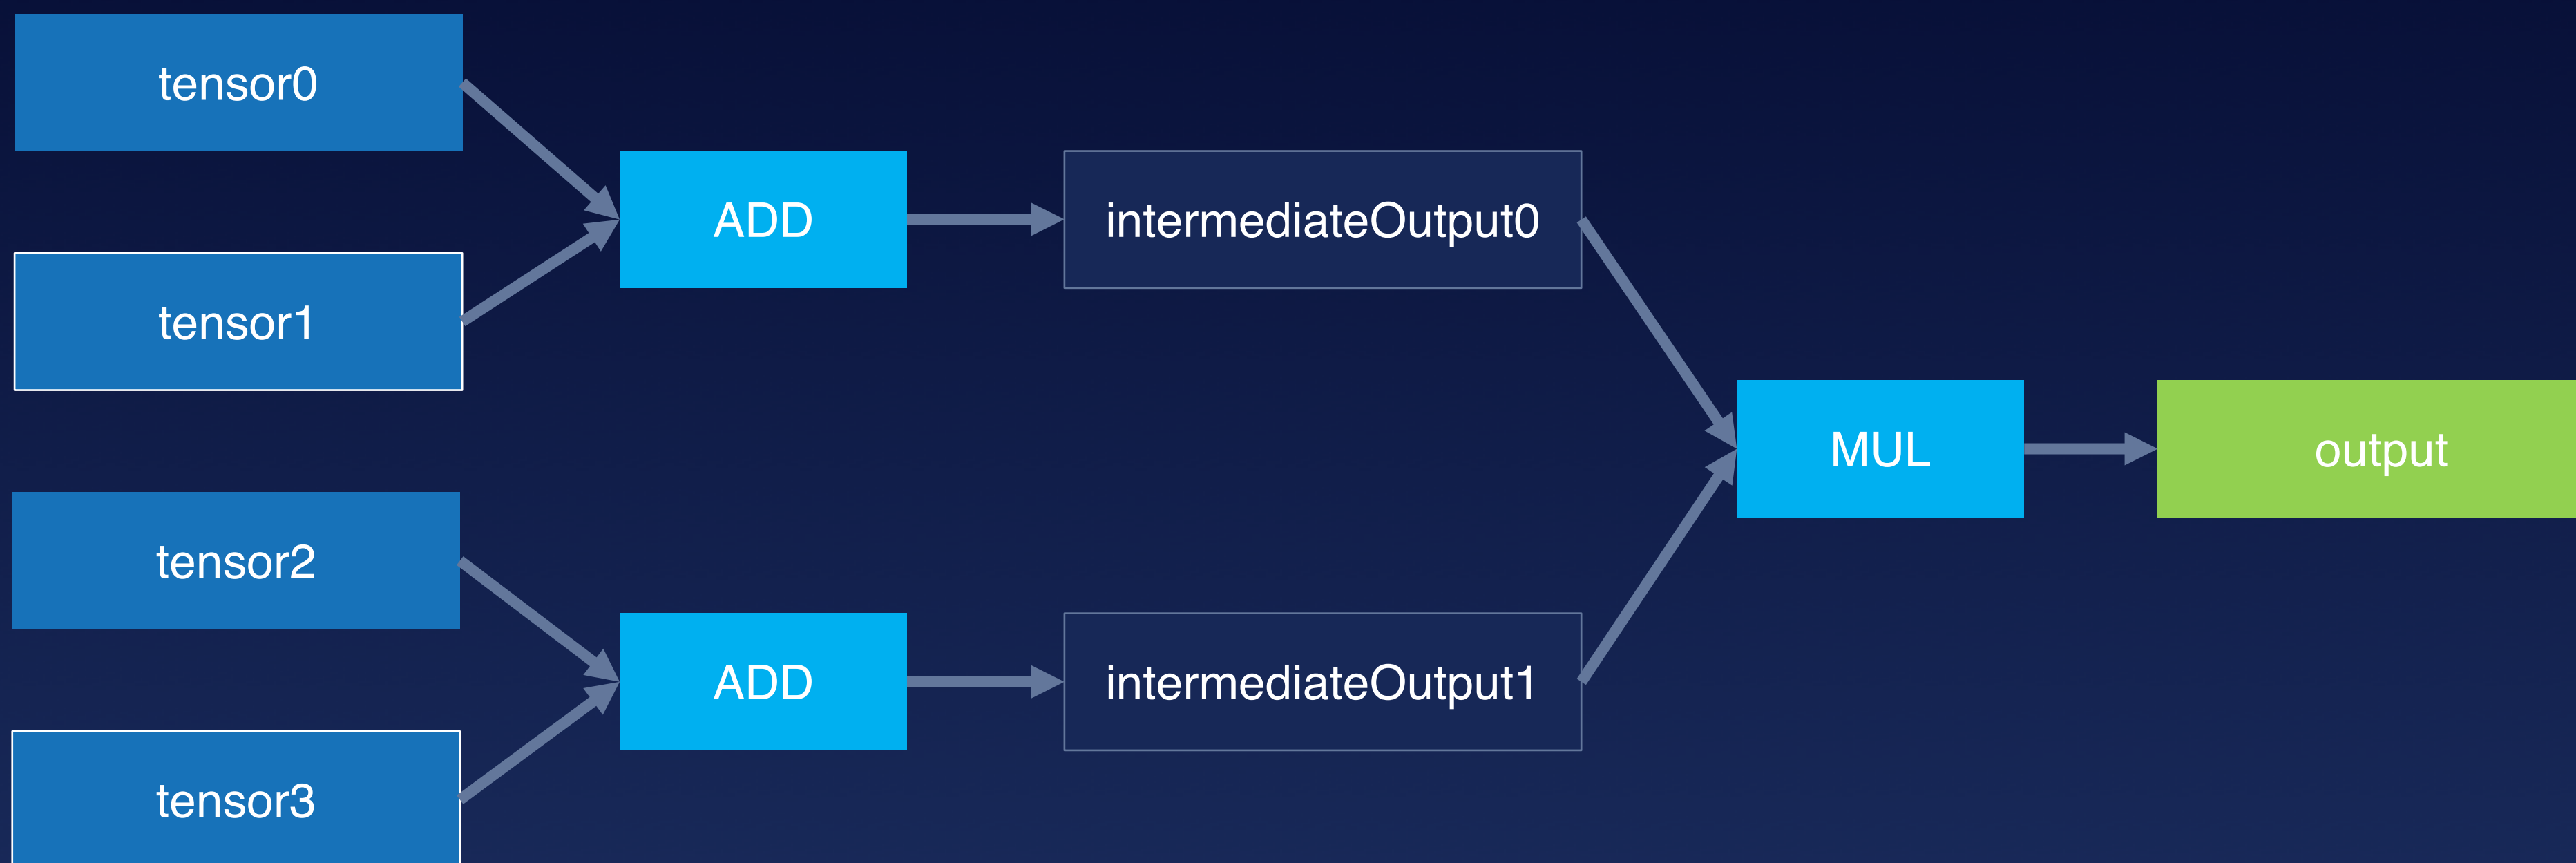 tensor0
tensor1
tensor2
tensor3
ADD
ADD
intermediateOutput0
intermediateOutput1
MUL
output